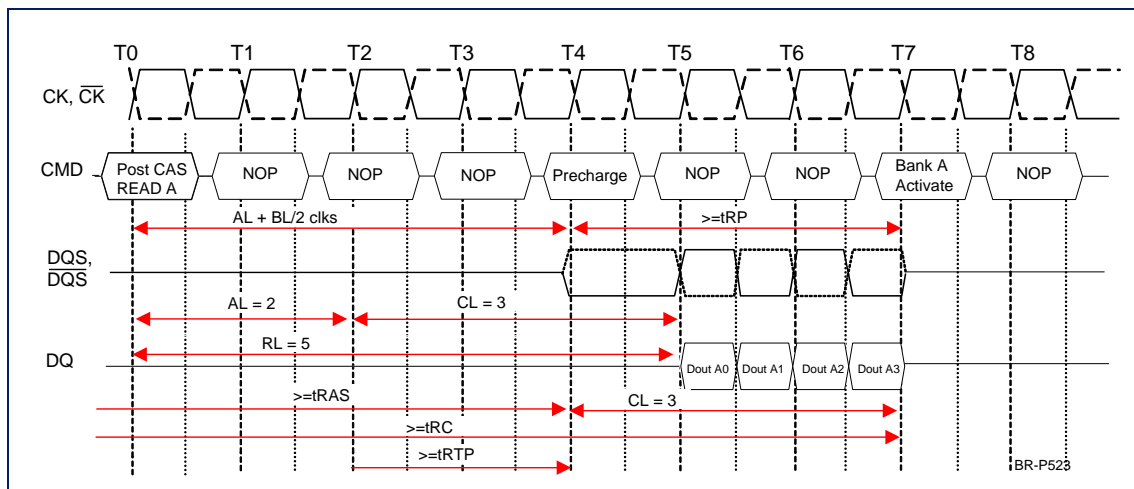 T0 T1 T2 T3 T4 T5 T6 T7 T8
CK, CK
CMD
Post CAS
READ A
NOP
NOP
NOP
Precharge
NOP
NOP
Bank A
Activate
NOP
AL + BL/2 clks
>=tRP
DQS,
DQS
AL = 2
CL = 3
RL = 5
DQ
Dout A0
Dout A1
Dout A2
Dout A3
>=tRAS
CL = 3
>=tRC
>=tRTP
BR-P523